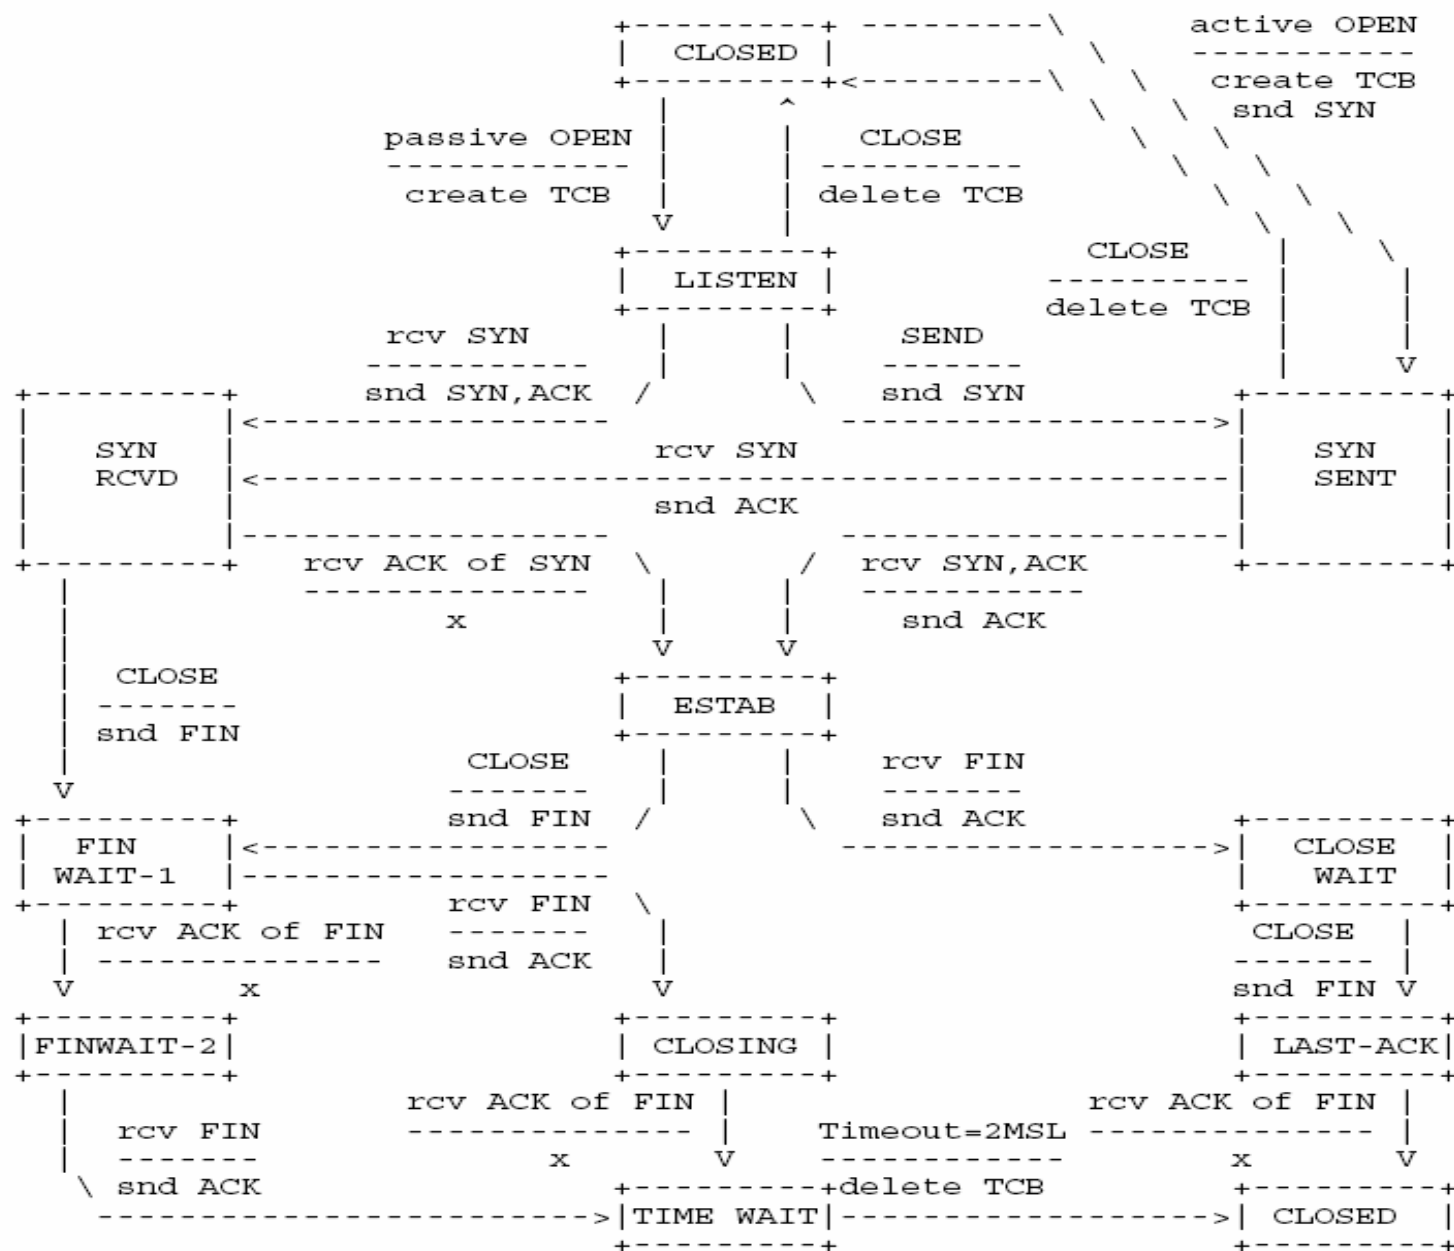 +---------+ ---------\ active OPEN
| CLOSED | \ -----------
+---------+<---------\ \ create TCB
| ^ \ \ snd SYN
passive OPEN | | CLOSE \ \
------------ | | ---------- \ \
create TCB | | delete TCB \ \
V | \ \
+---------+ CLOSE | \
| LISTEN | ---------- | |
+---------+ delete TCB | |
rcv SYN | | SEND | |
----------- | | ------- | V
+---------+ snd SYN,ACK / \ snd SYN +---------+
| |<----------------- ------------------>| |
| SYN | rcv SYN | SYN |
| RCVD |<-----------------------------------------------| SENT |
| | snd ACK | |
| |------------------ -------------------| |
+---------+ rcv ACK of SYN \ / rcv SYN,ACK +---------+
| -------------- | | -----------
| x | | snd ACK
| V V
| CLOSE +---------+
| ------- | ESTAB |
| snd FIN +---------+
| CLOSE | | rcv FIN
V ------- | | -------
+---------+ snd FIN / \ snd ACK +---------+
| FIN |<----------------- ------------------>| CLOSE |
| WAIT-1 |------------------ | WAIT |
+---------+ rcv FIN \ +---------+
| rcv ACK of FIN ------- | CLOSE |
| -------------- snd ACK | ------- |
V x V snd FIN V
+---------+ +---------+ +---------+
|FINWAIT-2| | CLOSING | | LAST-ACK|
+---------+ +---------+ +---------+
| rcv ACK of FIN | rcv ACK of FIN |
| rcv FIN -------------- | Timeout=2MSL -------------- |
| ------- x V ------------ x V
\ snd ACK +---------+delete TCB +---------+
------------------------>|TIME WAIT|------------------>| CLOSED |
+---------+ +---------+